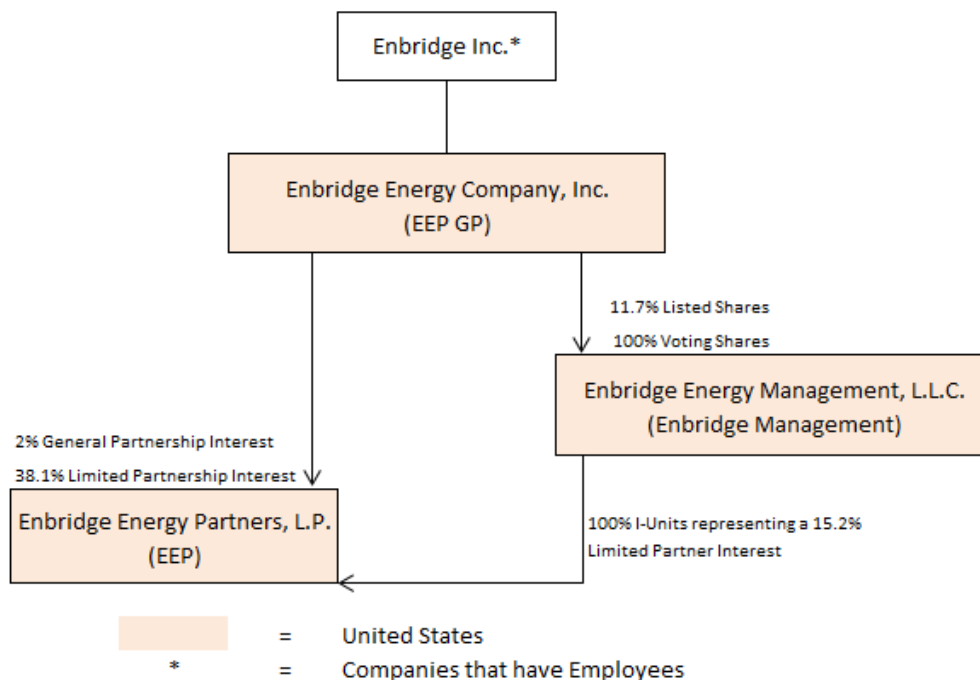 Enbridge Inc.*
Enbridge Energy Company, Inc.
(EEP GP)
11.7% Listed Shares
100% Voting Shares
Enbridge Energy Management, L.L.C.
(Enbridge Management)
2% General Partnership Interest
38.1% Limited Partnership Interest
Enbridge Energy Partners, L.P.
(EEP)
100% I-Units representing a 15.2%
Limited Partner Interest
= United States
* = Companies that have Employees